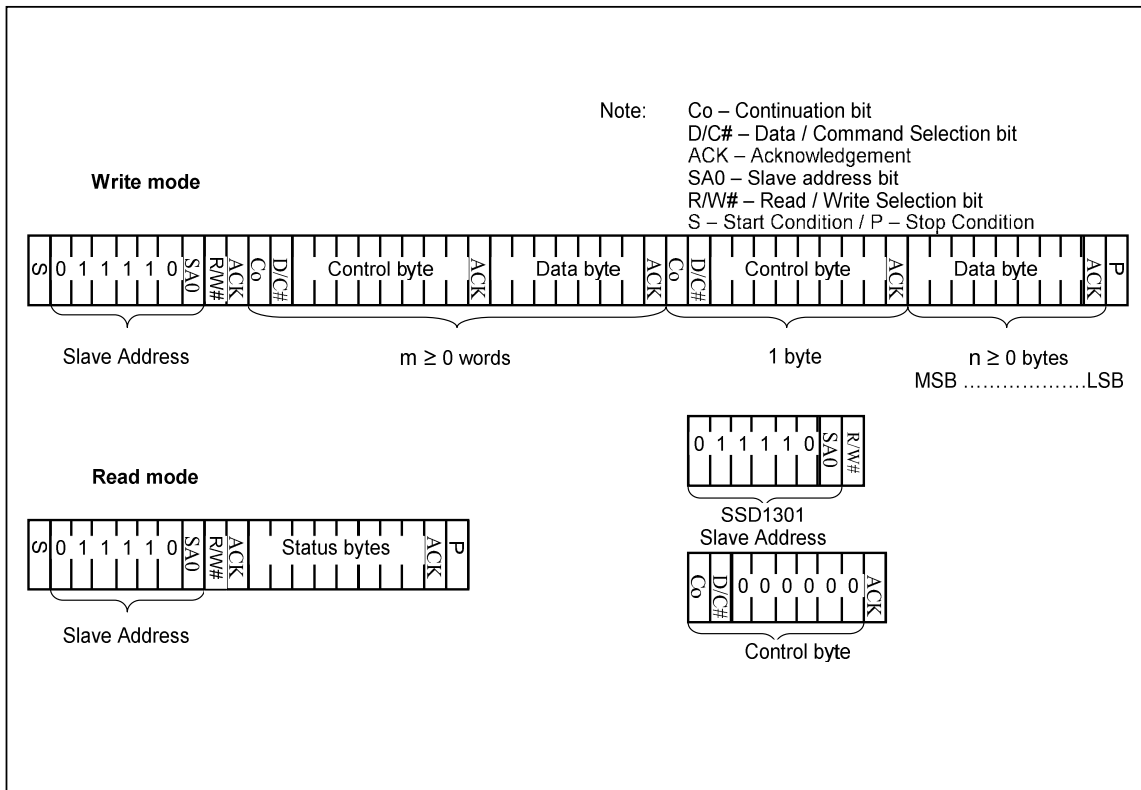 Note: Co – Continuation bit
D/C# – Data / Command Selection bit
ACK – Acknowledgement
SA0 – Slave address bit
R/W# – Read / Write Selection bit
S – Start Condition / P – Stop Condition
Write mode
S 0 1 1 1 1 0 SA0 R/W# ACK Co D/C# Control byte ACK Data byte ACK Co D/C# Control byte ACK Data byte ACK P
Slave Address m ≥ 0 words 1 byte n ≥ 0 bytes
MSB ....................LSB
0 1 1 1 1 0 SA0 R/W#
SSD1301
Slave Address
Read mode
S 0 1 1 1 1 0 SA0 R/W# ACK Status bytes ACK P
Slave Address
Co D/C# 0 0 0 0 0 0 ACK
Control byte